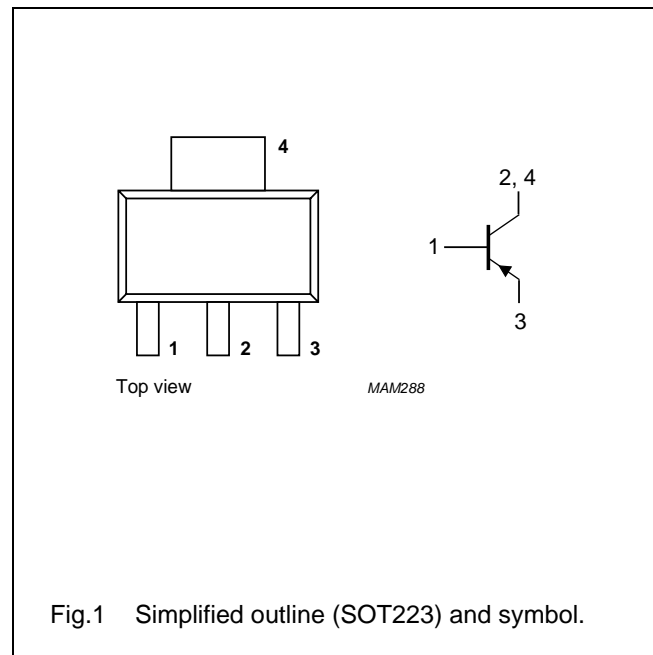 4
2, 4
1
3
1 2 3
Top view
MAM288
Fig.1 Simplified outline (SOT223) and symbol.